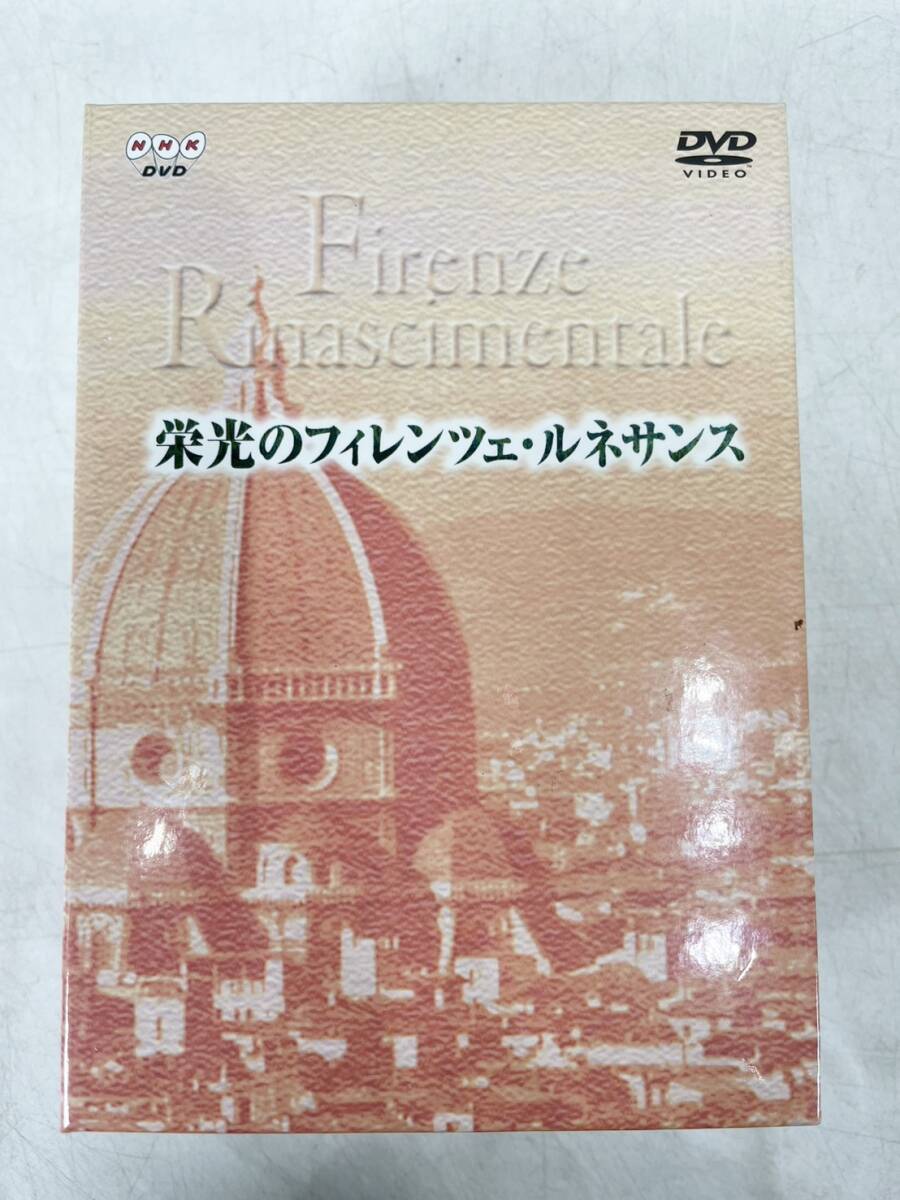 NHK
DVD
DVD
VIDEO™
Firenze
Rinascimentale
栄光のフィレンツェ・ルネサンス